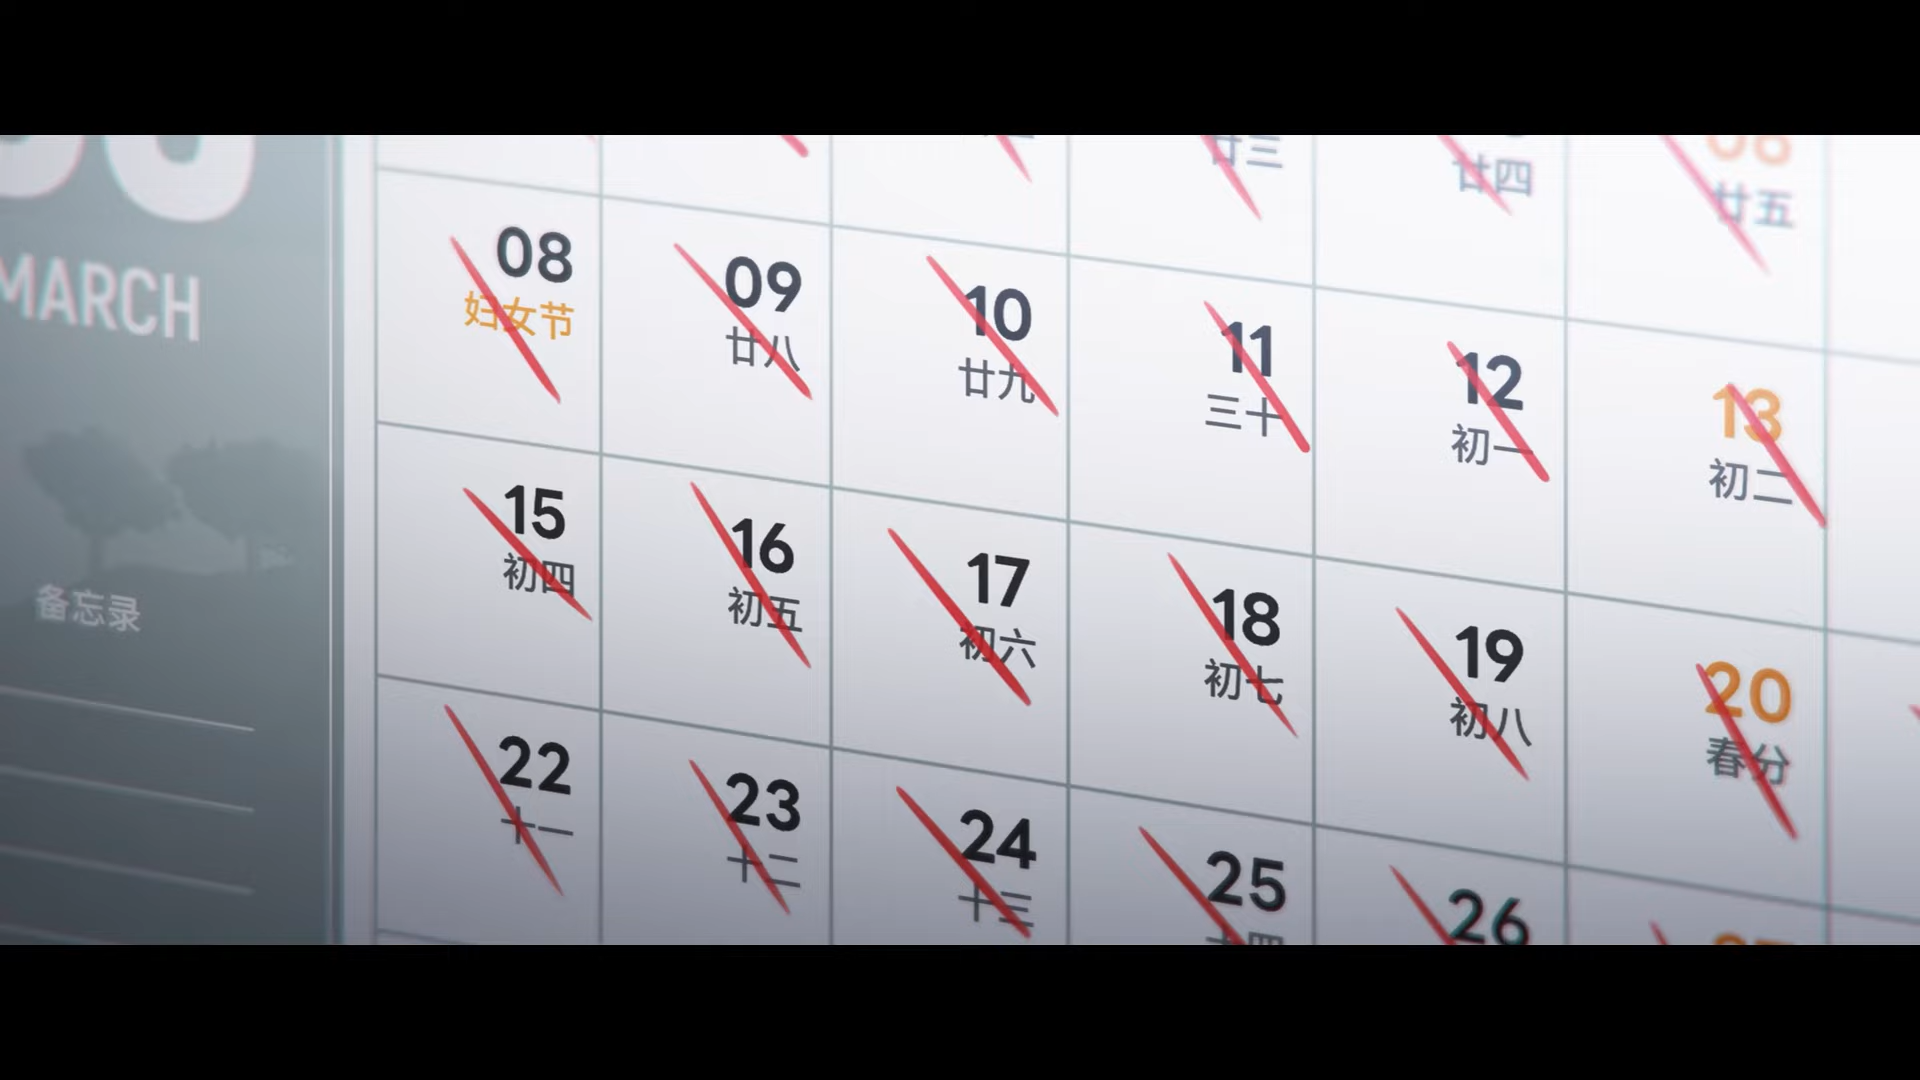 MARCH
备忘录
廿三
廿四
06
廿五
08
妇女节
09
廿八
10
廿九
11
三十
12
初一
13
初二
15
初四
16
初五
17
初六
18
初七
19
初八
20
春分
22
十一
23
十二
24
十三
25
十四
26